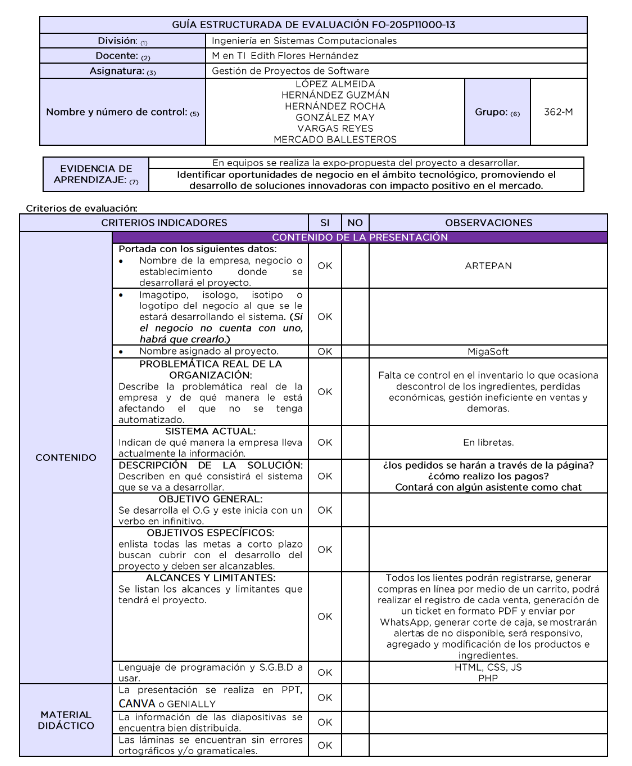 GUÍA ESTRUCTURADA DE EVALUACIÓN FO-205P11000-13
División: (1) Ingeniería en Sistemas Computacionales
Docente: (2) M en TI Edith Flores Hernández
Asignatura: (3) Gestión de Proyectos de Software
Nombre y número de control: (5)
LÓPEZ ALMEIDA
HERNÁNDEZ GUZMÁN
HERNÁNDEZ ROCHA
GONZÁLEZ MAY
VARGAS REYES
MERCADO BALLESTEROS
Grupo: (6) 362-M
EVIDENCIA DE
APRENDIZAJE: (7)
En equipos se realiza la expo-propuesta del proyecto a desarrollar.
Identificar oportunidades de negocio en el ámbito tecnológico, promoviendo el
desarrollo de soluciones innovadoras con impacto positivo en el mercado.
Criterios de evaluación:
CRITERIOS INDICADORES SI NO OBSERVACIONES
CONTENIDO DE LA PRESENTACIÓN
CONTENIDO
Portada con los siguientes datos:
• Nombre de la empresa, negocio o
establecimiento donde se
desarrollará el proyecto.
OK
ARTEPAN
• Imagotipo, isologo, isotipo o
logotipo del negocio al que se le
estará desarrollando el sistema. (Si
el negocio no cuenta con uno,
habrá que crearlo.)
OK
• Nombre asignado al proyecto.
OK
MigaSoft
PROBLEMÁTICA REAL DE LA
ORGANIZACIÓN:
Describe la problemática real de la
empresa y de qué manera le está
afectando el que no se tenga
automatizado.
OK
Falta ce control en el inventario lo que ocasiona
descontrol de los ingredientes, perdidas
económicas, gestión ineficiente en ventas y
demoras.
SISTEMA ACTUAL:
Indican de qué manera la empresa lleva
actualmente la información.
OK
En libretas.
DESCRIPCIÓN DE LA SOLUCIÓN:
Describen en qué consistirá el sistema
que se va a desarrollar.
OK
¿los pedidos se harán a través de la página?
¿cómo realizo los pagos?
Contará con algún asistente como chat
OBJETIVO GENERAL:
Se desarrolla el O.G y este inicia con un
verbo en infinitivo.
OK
OBJETIVOS ESPECÍFICOS:
enlista todas las metas a corto plazo
buscan cubrir con el desarrollo del
proyecto y deben ser alcanzables.
OK
ALCANCES Y LIMITANTES:
Se listan los alcances y limitantes que
tendrá el proyecto.
OK
Todos los lientes podrán registrarse, generar
compras en línea por medio de un carrito, podrá
realizar el registro de cada venta, generación de
un ticket en formato PDF y enviar por
WhatsApp, generar corte de caja, se mostrarán
alertas de no disponible, será responsivo,
agregado y modificación de los productos e
ingredientes.
Lenguaje de programación y S.G.B.D a
usar.
OK
HTML, CSS, JS
PHP
MATERIAL
DIDÁCTICO
La presentación se realiza en PPT,
CANVA o GENIALLY
OK
La información de las diapositivas se
encuentra bien distribuida.
OK
Las láminas se encuentran sin errores
ortográficos y/o gramaticales.
OK